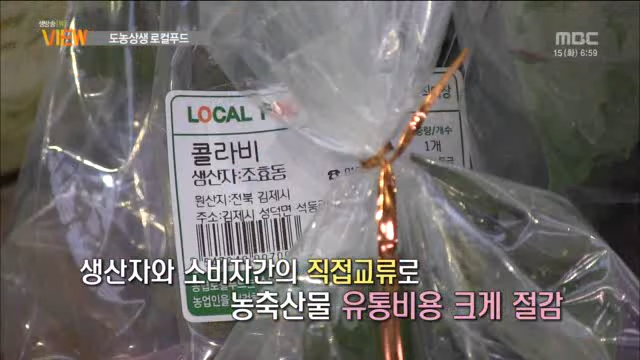 생방송
VIEW
도농상생 로컬푸드
MBC
15(화) 6:59
LOCAL
콜라비
생산자:조효동
원산지:전북 김제시
주소:김제시 성덕면
1개
생산자와 소비자간의 직접교류로
농축산물 유통비용 크게 절감